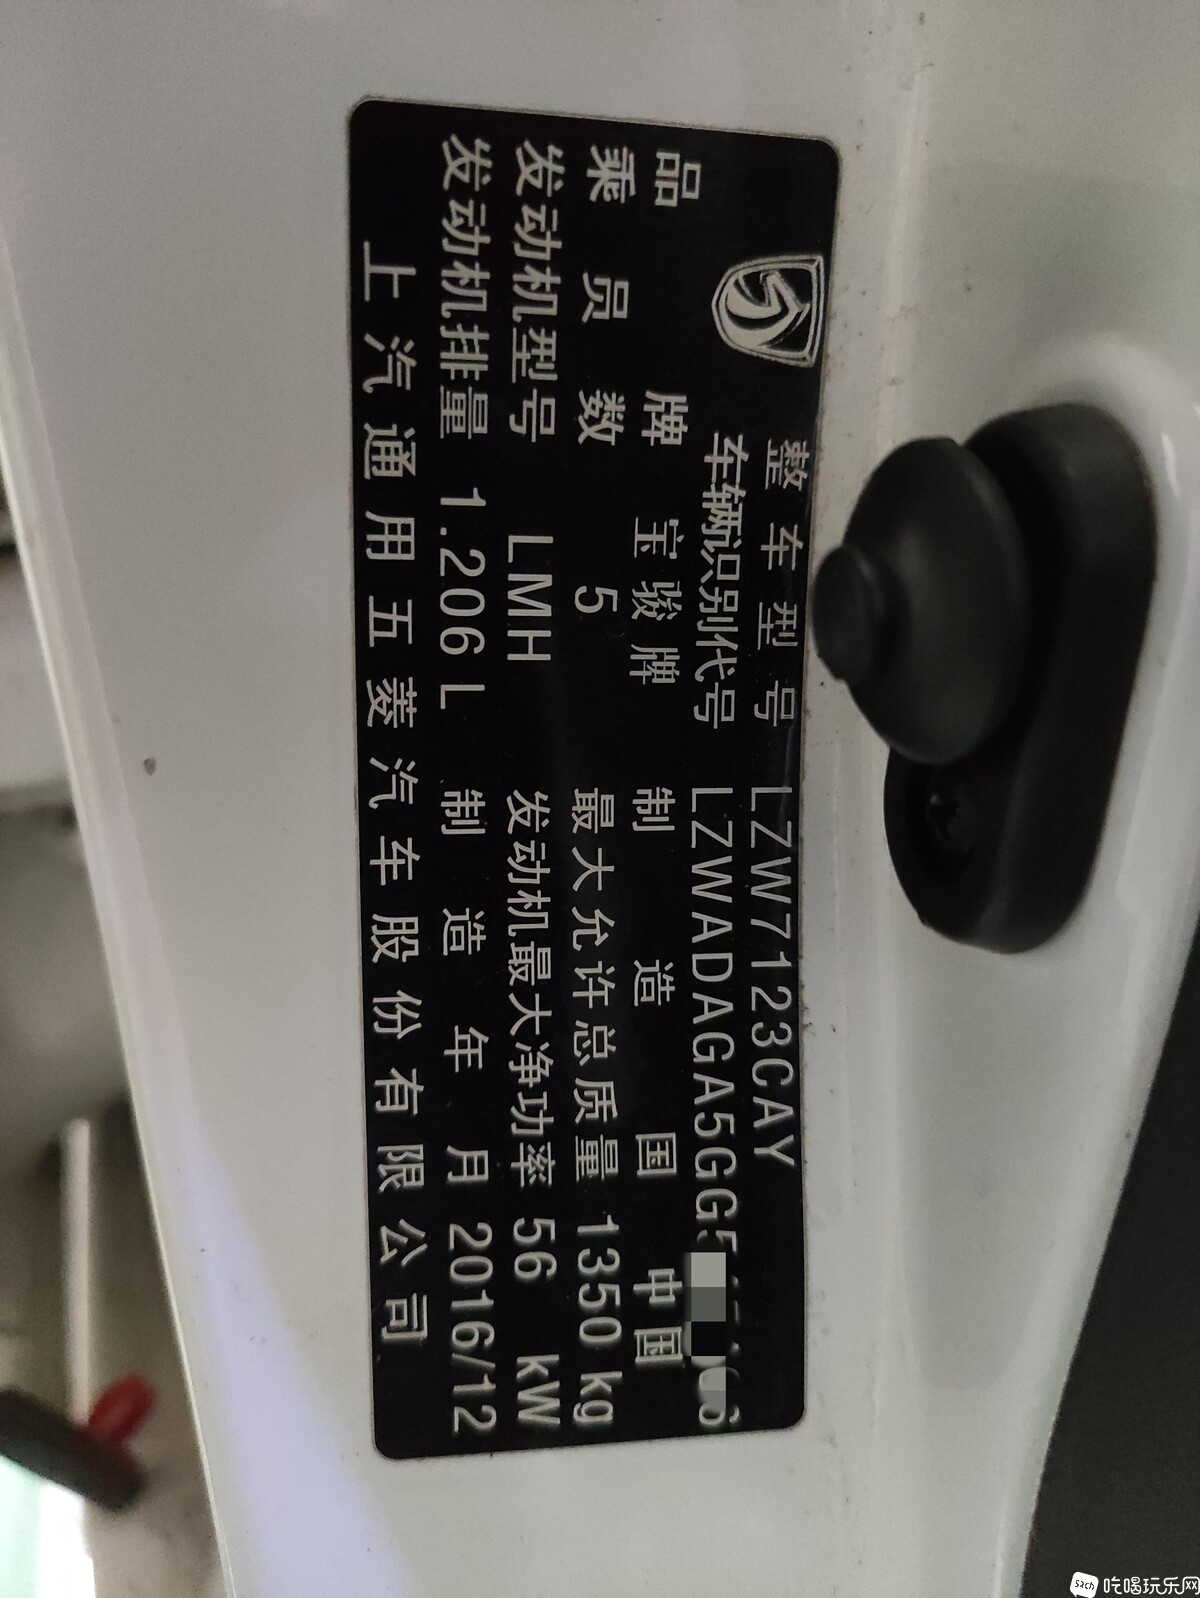 整车型号 LZW7123CAY
车辆识别代号 LZWADAGA5GG5
品牌 宝骏牌 制造国 中国
乘员数 5 最大允许总质量 1350 kg
发动机型号 LMH 发动机最大净功率 56 kW
发动机排量 1.206 L 制造年月 2016/12
上汽通用五菱汽车股份有限公司
吃喝玩乐网